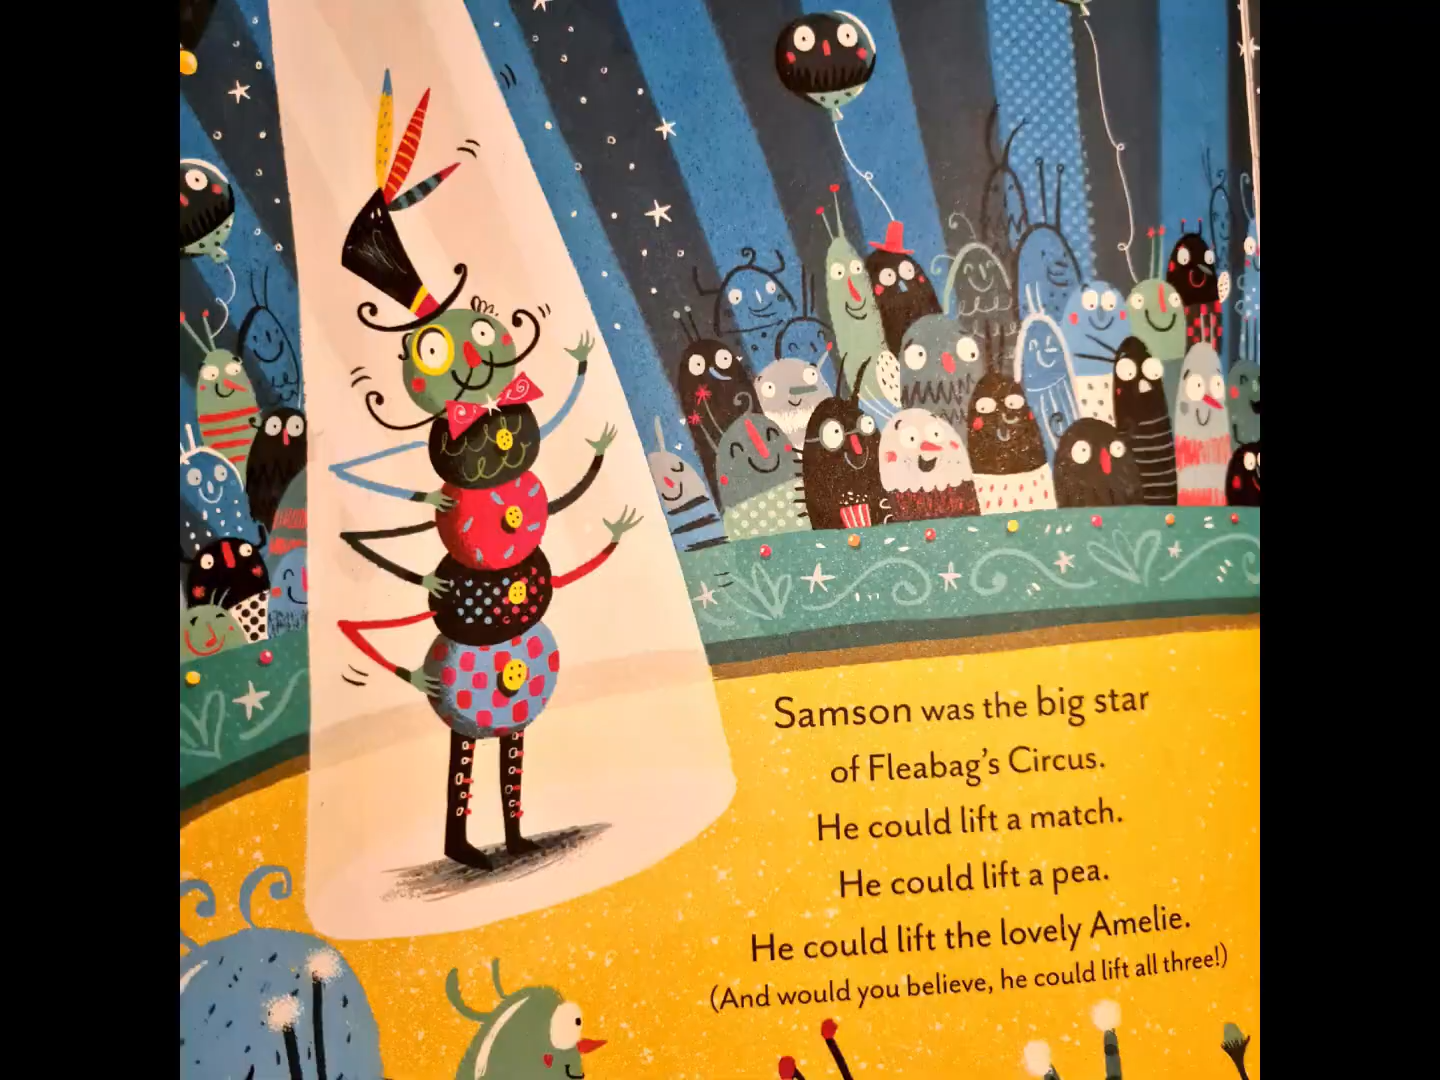 Samson was the big star
of Fleabag's Circus.
He could lift a match.
He could lift a pea.
He could lift the lovely Amelie.
(And would you believe, he could lift all three!)